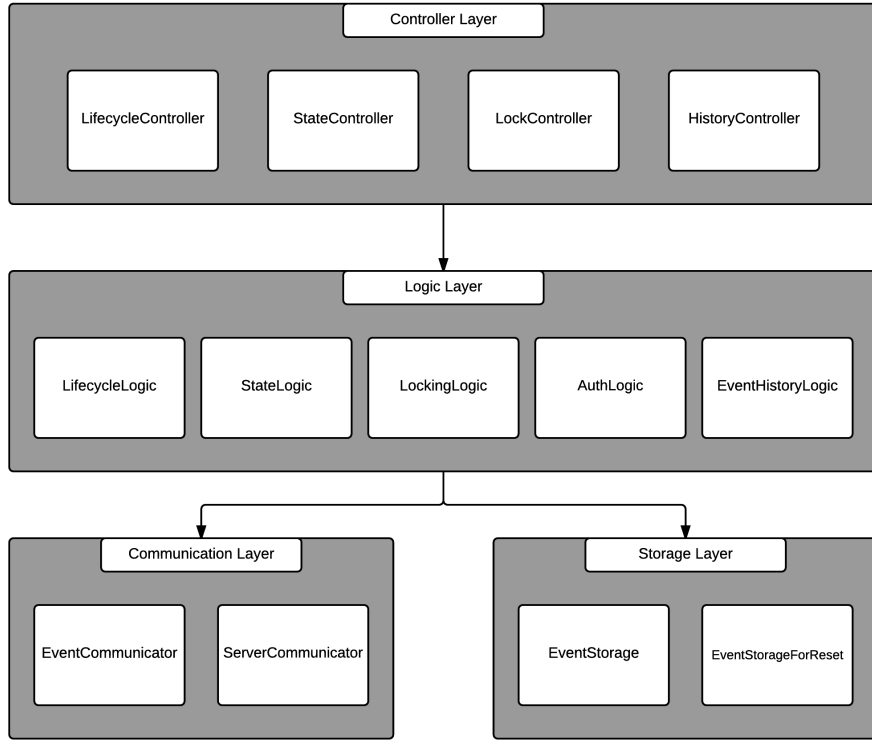 Controller Layer
LifecycleController
StateController
LockController
HistoryController
Logic Layer
LifecycleLogic
StateLogic
LockingLogic
AuthLogic
EventHistoryLogic
Communication Layer
Storage Layer
EventCommunicator
ServerCommunicator
EventStorage
EventStorageForReset